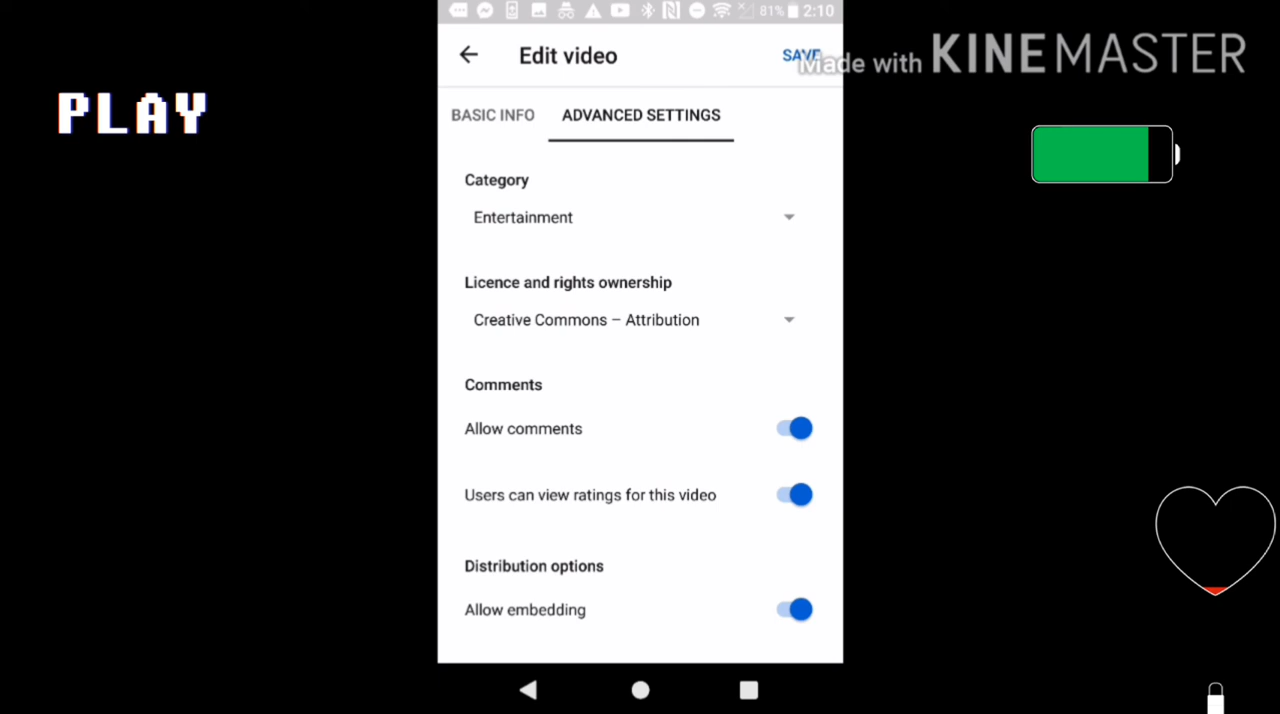 81% 2:10
Edit video
SAVE
Made with KINEMASTER
PLAY
BASIC INFO
ADVANCED SETTINGS
Category
Entertainment
Licence and rights ownership
Creative Commons – Attribution
Comments
Allow comments
Users can view ratings for this video
Distribution options
Allow embedding